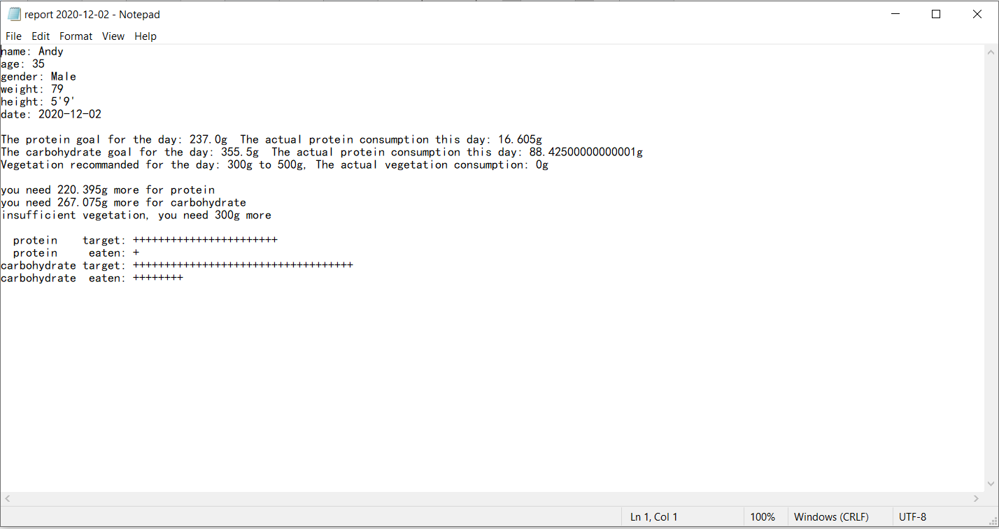 report 2020-12-02 - Notepad
File Edit Format View Help
name: Andy
age: 35
gender: Male
weight: 79
height: 5'9'
date: 2020-12-02
The protein goal for the day: 237.0g  The actual protein consumption this day: 16.605g
The carbohydrate goal for the day: 355.5g  The actual protein consumption this day: 88.42500000000001g
Vegetation recommanded for the day: 300g to 500g, The actual vegetation consumption: 0g
you need 220.395g more for protein
you need 267.075g more for carbohydrate
insufficient vegetation, you need 300g more
protein    target: +++++++++++++++++++++++
protein     eaten: +
carbohydrate target: +++++++++++++++++++++++++++++++++++
carbohydrate  eaten: ++++++++
Ln 1, Col 1 100% Windows (CRLF) UTF-8